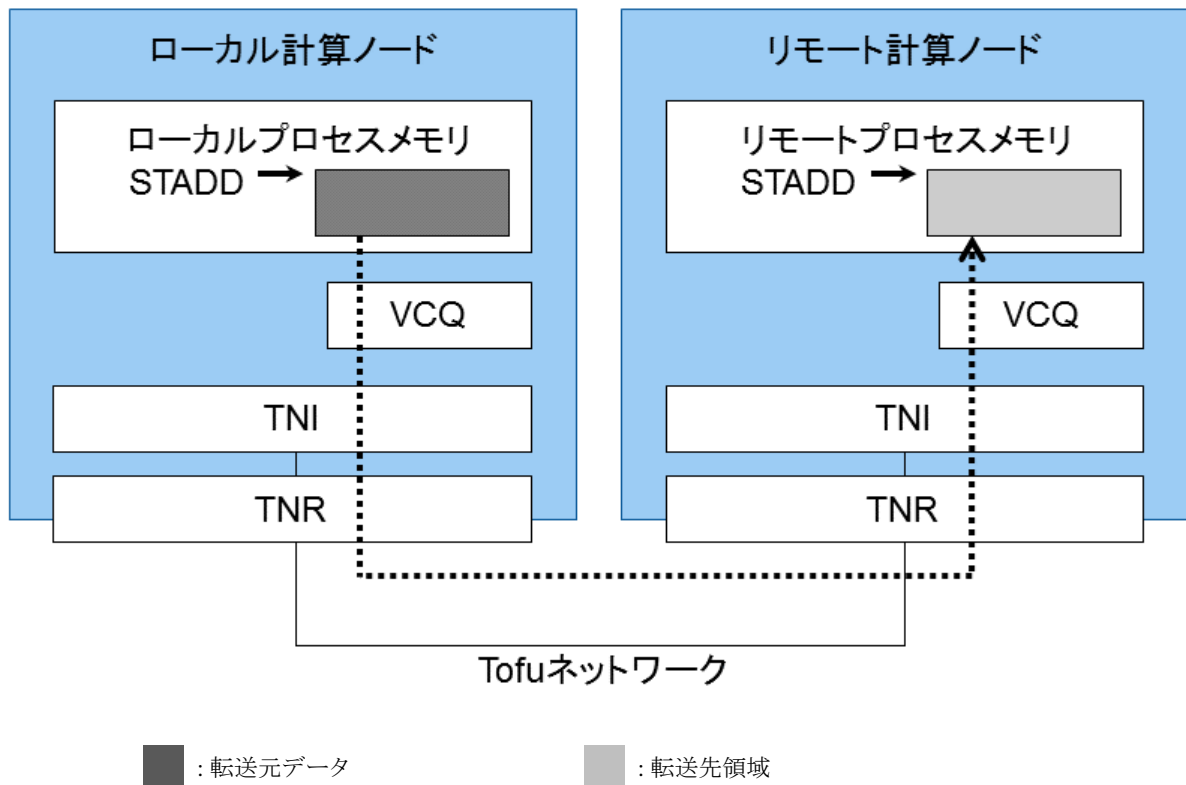 ローカル計算ノード
ローカルプロセスメモリ
STADD
VCQ
TNI
TNR
リモート計算ノード
リモートプロセスメモリ
STADD
VCQ
TNI
TNR
Tofuネットワーク
: 転送元データ
: 転送先領域